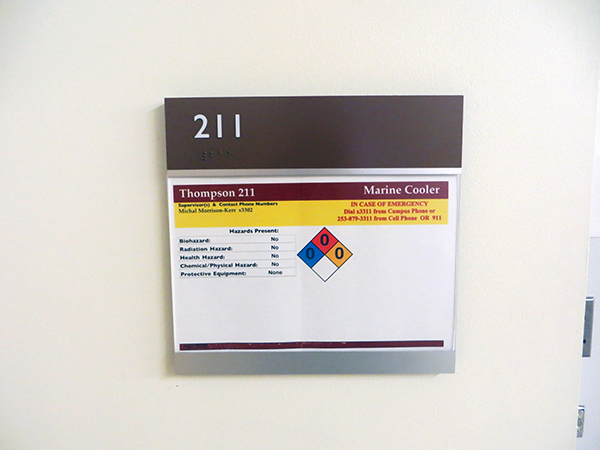 211
Thompson 211 Marine Cooler
Supervisor(s) & Contact Phone Numbers
Michal Morrison-Kerr x3302
IN CASE OF EMERGENCY
Dial x3311 from Campus Phone or
253-879-3311 from Cell Phone OR 911
Hazards Present:
Biohazard: No
Radiation Hazard: No
Health Hazard: No
Chemical/Physical Hazard: No
Protective Equipment: None
0
0 0